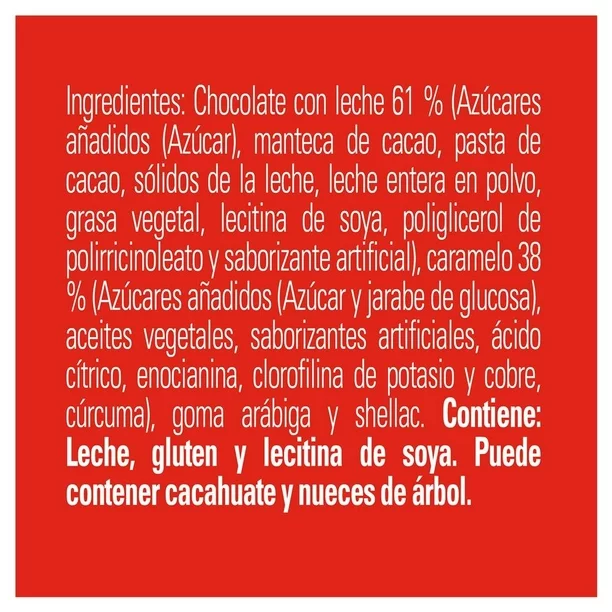 Ingredientes: Chocolate con leche 61 % (Azúcares
añadidos (Azúcar), manteca de cacao, pasta de
cacao, sólidos de la leche, leche entera en polvo,
grasa vegetal, lecitina de soya, poliglicerol de
polirricinoleato y saborizante artificial), caramelo 38
% (Azúcares añadidos (Azúcar y jarabe de glucosa),
aceites vegetales, saborizantes artificiales, ácido
cítrico, enocianina, clorofilina de potasio y cobre,
cúrcuma), goma arábiga y shellac. Contiene:
Leche, gluten y lecitina de soya. Puede
contener cacahuate y nueces de árbol.